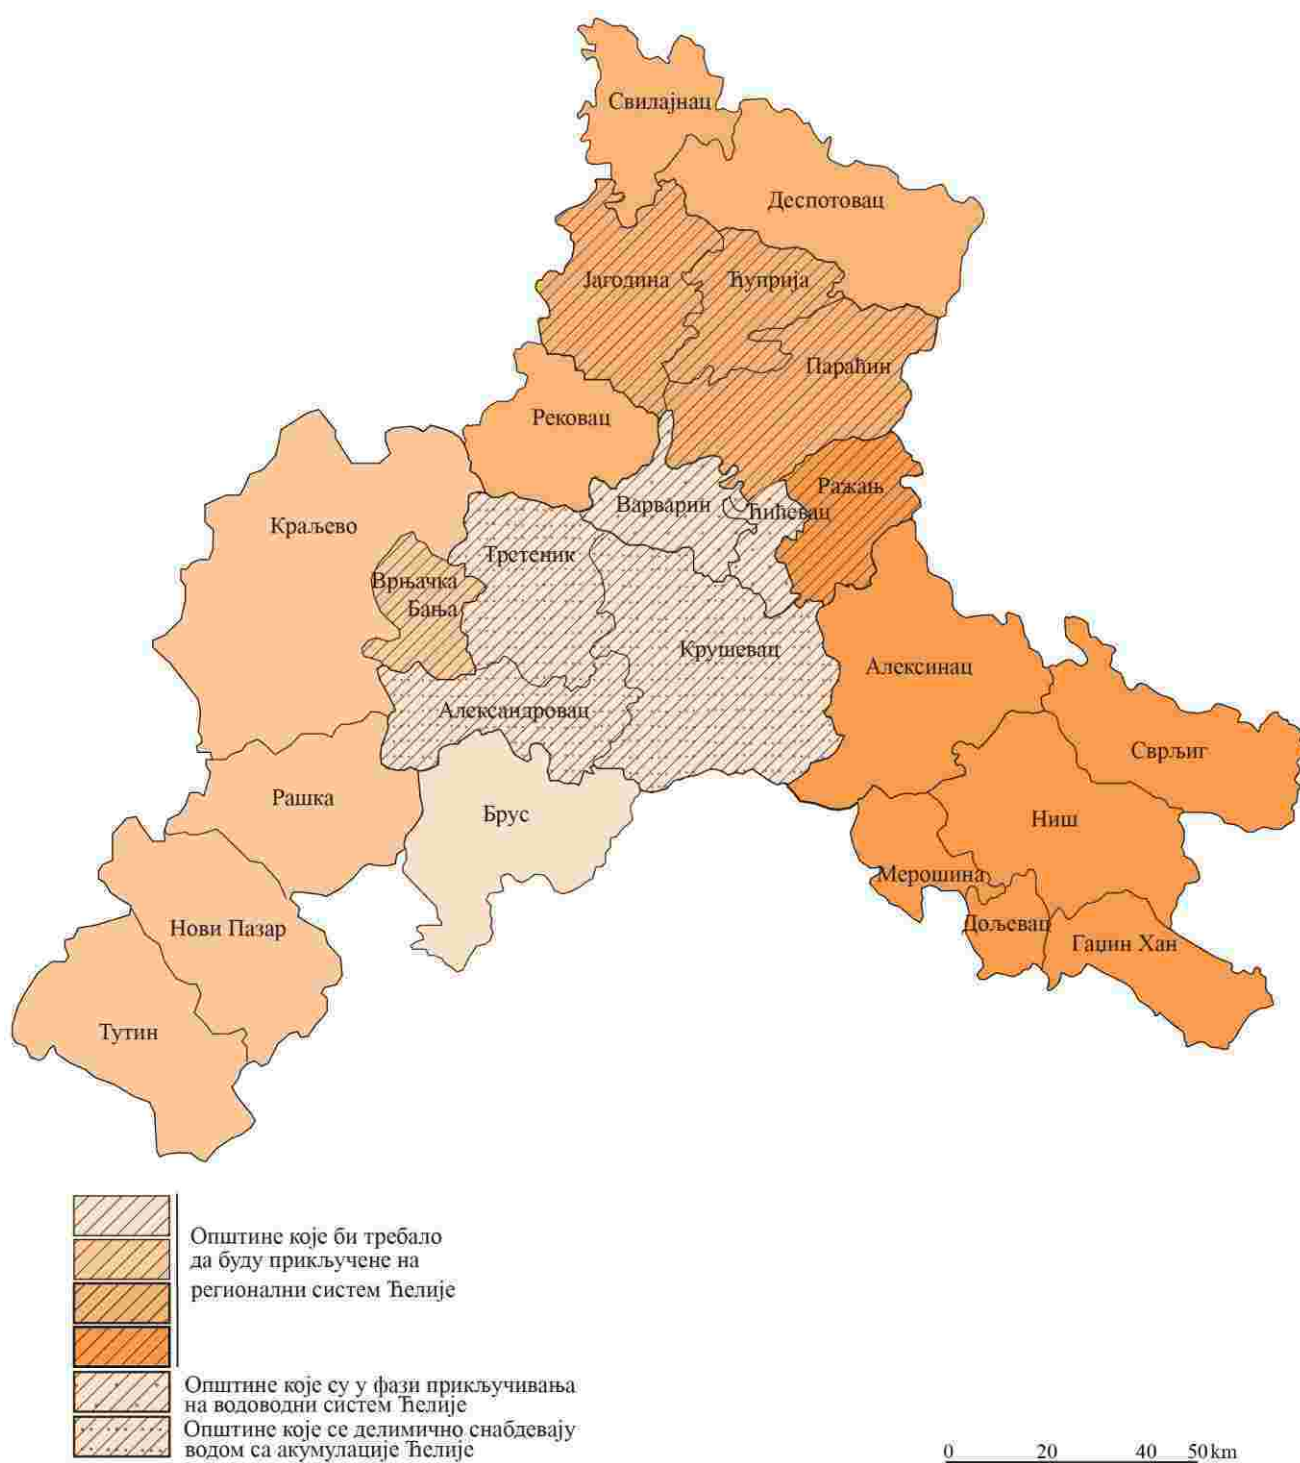 Свилајнац
Деспотовац
Јагодина
Ћуприја
Параћин
Рековац
Ражањ
Варварин
Ћићевац
Краљево
Трстеник
Врњачка
Бања
Крушевац
Алексинац
Александровац
Сврљиг
Рашка
Брус
Ниш
Мерошина
Дољевац
Гаџин Хан
Нови Пазар
Тутин
Општине које би требало
да буду прикључене на
регионални систем Ћелије
Општине које су у фази прикључивања
на водоводни систем Ћелије
Општине које се делимично снабдевају
водом са акумулације Ћелије
0 20 40 50 km